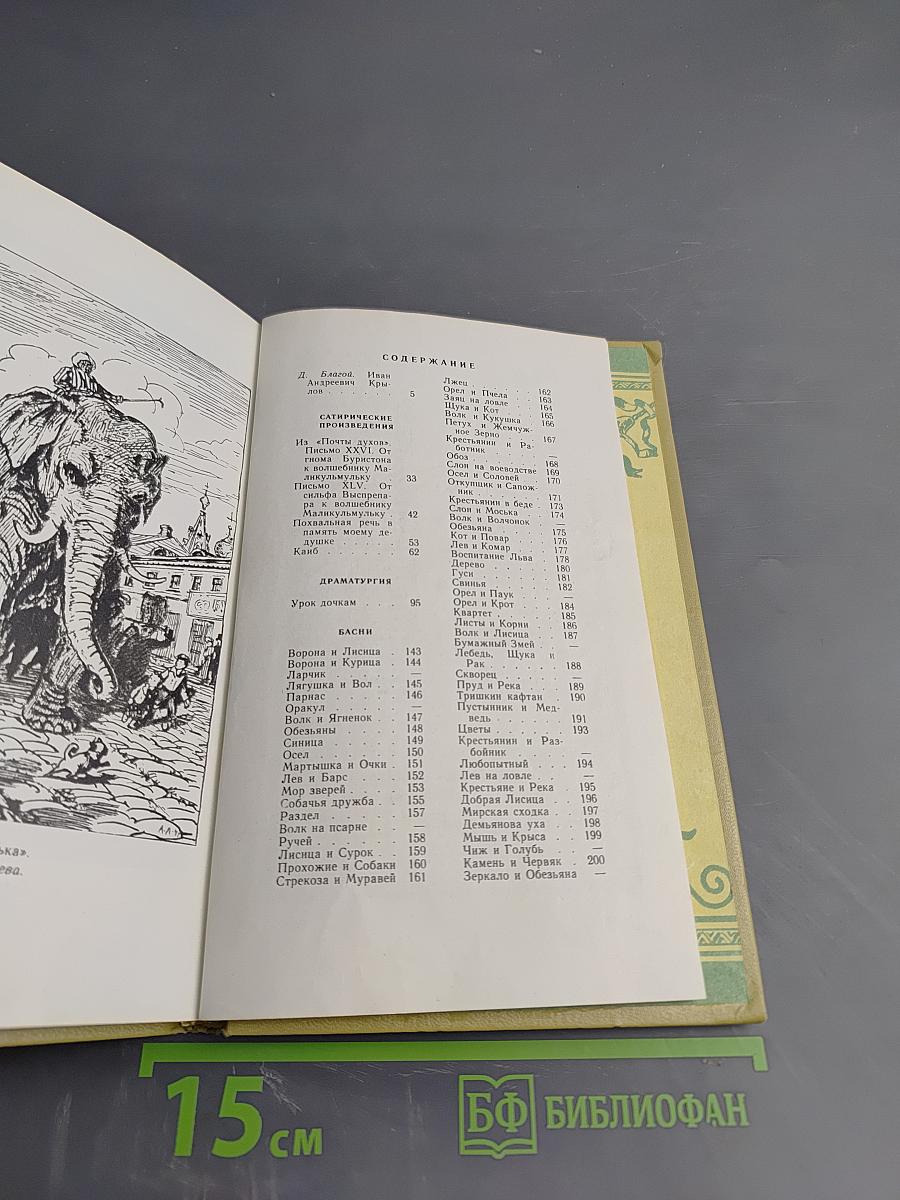 ька».
ева.
А.Л-47
СОДЕРЖАНИЕ
Д. Благой. Иван
Андреевич Кры-
лов . . . . . . . 5
САТИРИЧЕСКИЕ
ПРОИЗВЕДЕНИЯ
Из «Почты духов».
Письмо XXVI. От
гнома Буристона
к волшебнику Ма-
ликульмульку . 33
Письмо XLV. От
сильфа Выспрепа-
ра к волшебнику
Маликульмульку . 42
Похвальная речь в
память моему де-
душке . . . . . 53
Каиб . . . . . . . 62
ДРАМАТУРГИЯ
Урок дочкам . . . 95
БАСНИ
Ворона и Лисица . 143
Ворона и Курица . 144
Ларчик . . . . . —
Лягушка и Вол . . 145
Парнас . . . . . 146
Оракул . . . . . —
Волк и Ягненок . . 147
Обезьяны . . . . 148
Синица . . . . . 149
Осел . . . . . . 150
Мартышка и Очки . 151
Лев и Барс . . . 152
Мор зверей . . . . 153
Собачья дружба . . 155
Раздел . . . . . 157
Волк на псарне . . —
Ручей . . . . . . 158
Лисица и Сурок . . 159
Прохожие и Собаки 160
Стрекоза и Муравей 161
Лжец . . . . . . 162
Орел и Пчела . . 163
Заяц на ловле . . 164
Щука и Кот . . . 165
Волк и Кукушка . 166
Петух и Жемчуж-
ное Зерно . . . 167
Крестьянин и Ра-
ботник . . . . . —
Обоз . . . . . . 168
Слон на воеводстве 169
Осел и Соловей . . 170
Откупщик и Сапож-
ник . . . . . . 171
Крестьянин в беде . 173
Слон и Моська . . 174
Волк и Волчонок . —
Обезьяна . . . . 175
Кот и Повар . . . 176
Лев и Комар . . . 177
Воспитание Льва . 178
Дерево . . . . . 180
Гуси . . . . . . 181
Свинья . . . . . 182
Орел и Паук . . . —
Орел и Крот . . . 184
Квартет . . . . . 185
Листы и Корни . . 186
Волк и Лисица . . 187
Бумажный Змей . . —
Лебедь, Щука и
Рак . . . . . . 188
Скворец . . . . . —
Пруд и Река . . . 189
Тришкин кафтан . 190
Пустынник и Мед-
ведь . . . . . . 191
Цветы . . . . . . 193
Крестьянин и Раз-
бойник . . . . . —
Любопытный . . . 194
Лев на ловле . . —
Крестьяне и Река . 195
Добрая Лисица . . 196
Мирская сходка . . 197
Демьянова уха . . 198
Мышь и Крыса . . 199
Чиж и Голубь . . —
Камень и Червяк . 200
Зеркало и Обезьяна —
15 см
БФ БИБЛИОФАН